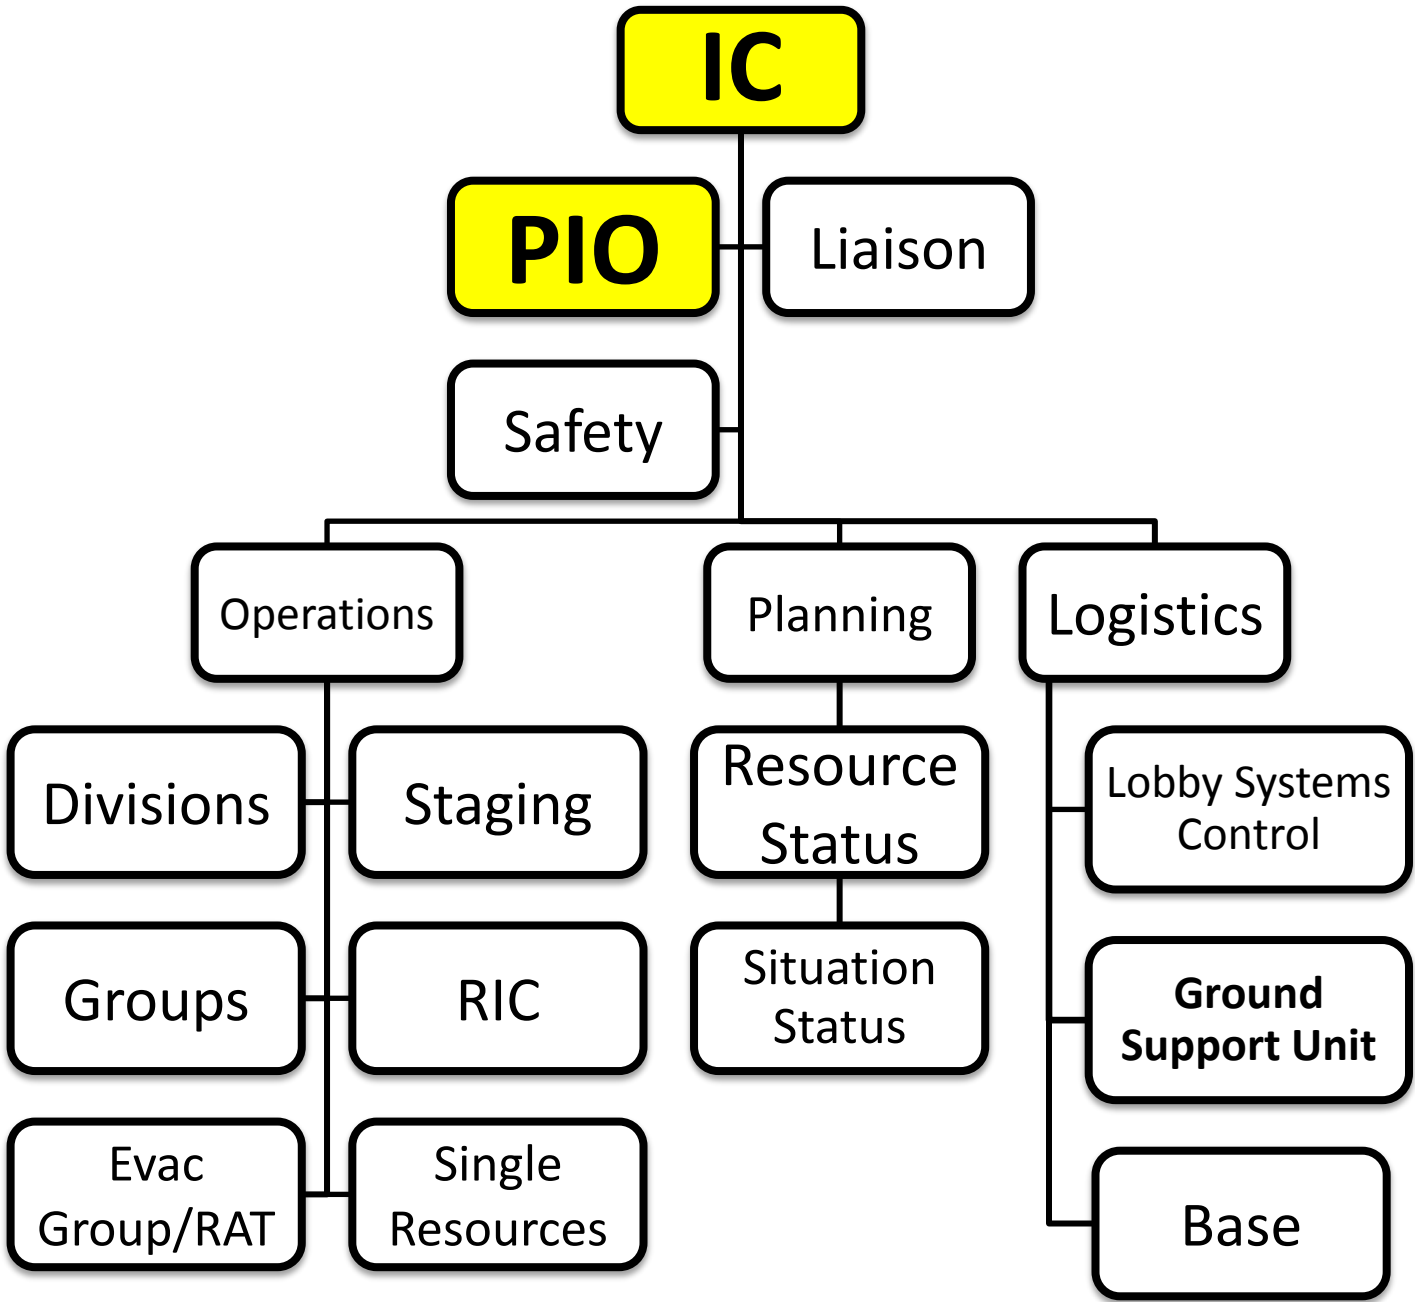 IC
PIO
Liaison
Safety
Operations
Planning
Logistics
Divisions
Staging
Resource
Status
Lobby Systems
Control
Groups
RIC
Situation
Status
Ground
Support Unit
Evac
Group/RAT
Single
Resources
Base